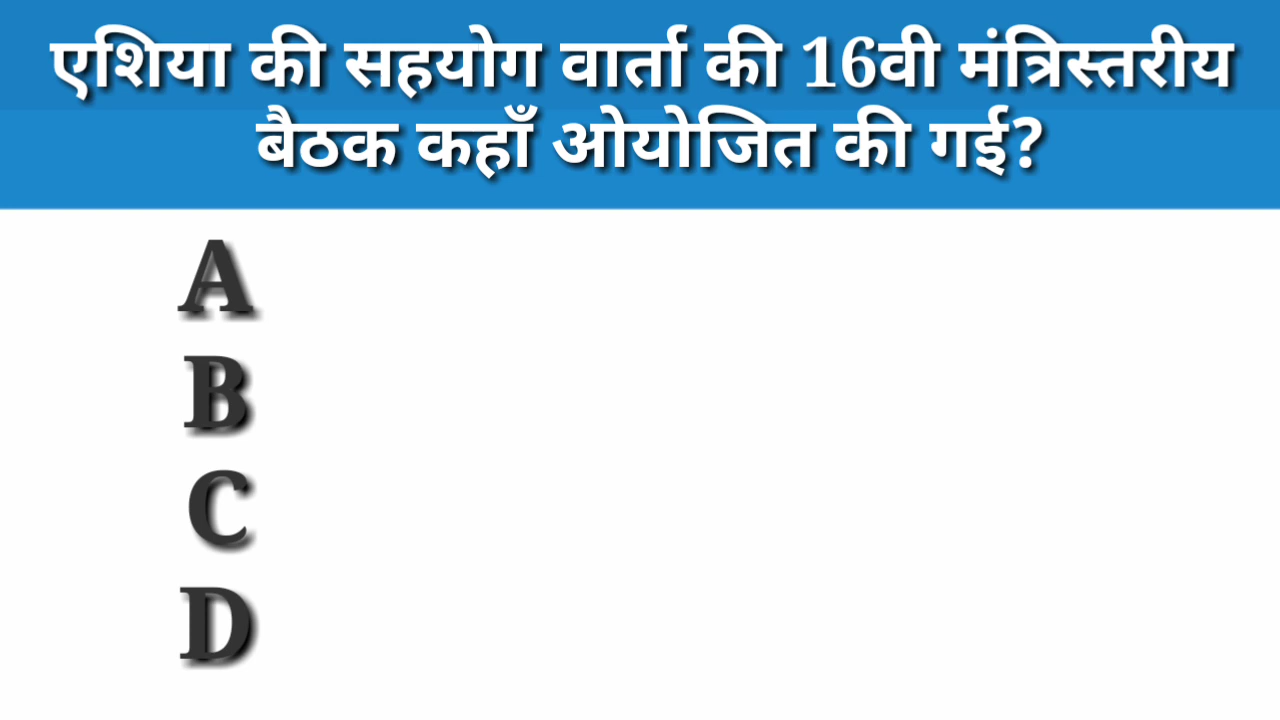 एशिया की सहयोग वार्ता की 16वी मंत्रिस्तरीय
बैठक कहाँ ओयोजित की गई?
A
B
C
D